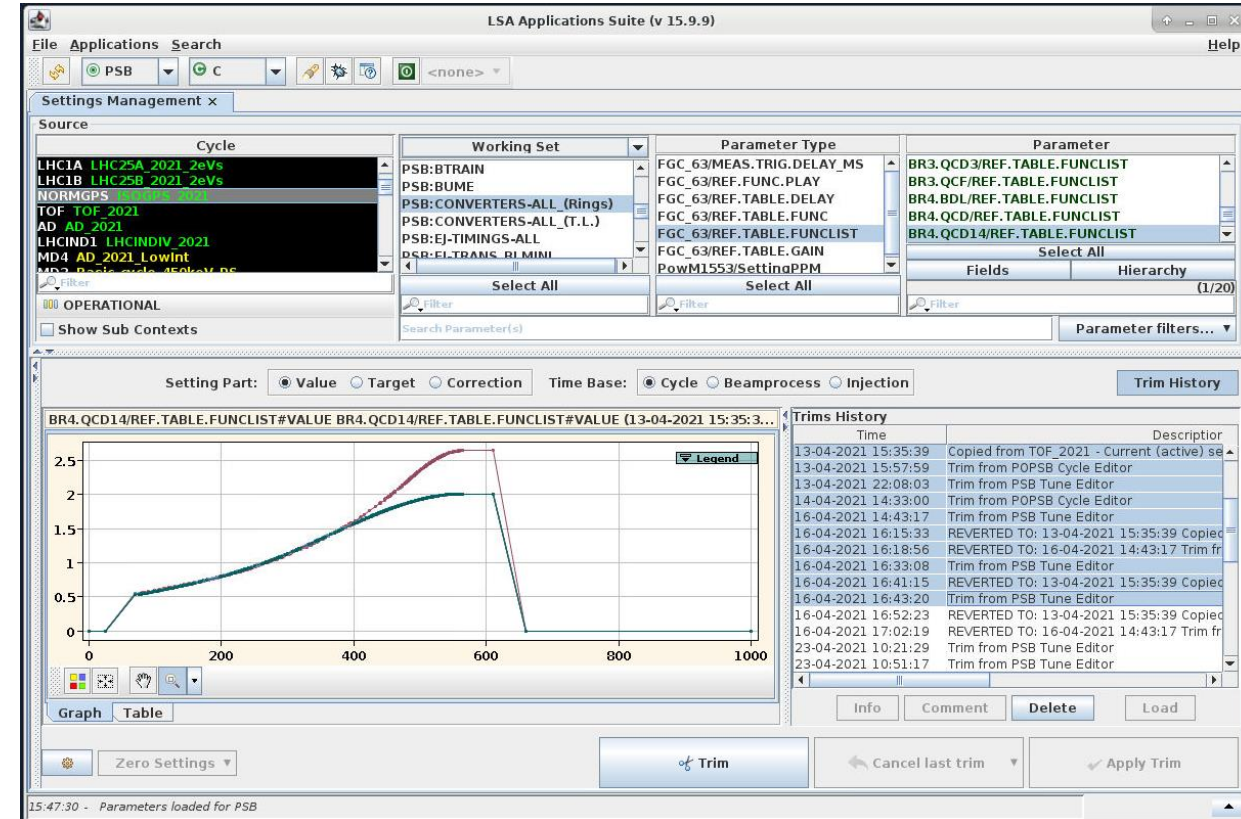 LSA Applications Suite (v 15.9.9)
File Applications Search Help
PSB C <none>
Settings Management x
Source
Cycle
LHC1A LHC25A_2021_2eVs
LHC1B LHC25B_2021_2eVs
NORMGPS ISOGPS_2021
TOF TOF_2021
AD AD_2021
LHCIND1 LHCINDIV_2021
MD4 AD_2021_LowInt
MD2 Basic cycle 450keV PS
Filter
OPERATIONAL
Show Sub Contexts
Working Set
PSB:BTRAIN
PSB:BUME
PSB:CONVERTERS-ALL_(Rings)
PSB:CONVERTERS-ALL_(T.L.)
PSB:EJ-TIMINGS-ALL
PSB:EJ-TRANS_BLMINI
Select All
Filter
Search Parameter(s)
Parameter Type
FGC_63/MEAS.TRIG.DELAY_MS
FGC_63/REF.FUNC.PLAY
FGC_63/REF.TABLE.DELAY
FGC_63/REF.TABLE.FUNC
FGC_63/REF.TABLE.FUNCLIST
FGC_63/REF.TABLE.GAIN
PowM1553/SettingPPM
Select All
Filter
Parameter
BR3.QCD3/REF.TABLE.FUNCLIST
BR3.QCF/REF.TABLE.FUNCLIST
BR4.BDL/REF.TABLE.FUNCLIST
BR4.QCD/REF.TABLE.FUNCLIST
BR4.QCD14/REF.TABLE.FUNCLIST
Select All
Fields Hierarchy
(1/20)
Filter
Parameter filters...
Setting Part: Value Target Correction Time Base: Cycle Beamprocess Injection Trim History
BR4.QCD14/REF.TABLE.FUNCLIST#VALUE BR4.QCD14/REF.TABLE.FUNCLIST#VALUE (13-04-2021 15:35:3...
Legend
2.5
2
1.5
1
0.5
0
0 200 400 600 800 1000
Graph Table
Trims History
Time Description
13-04-2021 15:35:39 Copied from TOF_2021 - Current (active) se
13-04-2021 15:57:59 Trim from POPSB Cycle Editor
13-04-2021 22:08:03 Trim from PSB Tune Editor
14-04-2021 14:33:00 Trim from POPSB Cycle Editor
16-04-2021 14:43:17 Trim from PSB Tune Editor
16-04-2021 16:15:33 REVERTED TO: 13-04-2021 15:35:39 Copied
16-04-2021 16:18:56 REVERTED TO: 16-04-2021 14:43:17 Trim fr
16-04-2021 16:33:08 Trim from PSB Tune Editor
16-04-2021 16:41:15 REVERTED TO: 13-04-2021 15:35:39 Copied
16-04-2021 16:43:20 Trim from PSB Tune Editor
16-04-2021 16:52:23 REVERTED TO: 13-04-2021 15:35:39 Copied
16-04-2021 17:02:19 REVERTED TO: 16-04-2021 14:43:17 Trim fr
23-04-2021 10:21:29 Trim from PSB Tune Editor
23-04-2021 10:51:17 Trim from PSB Tune Editor
Info Comment Delete Load
Zero Settings Trim Cancel last trim Apply Trim
15:47:30 - Parameters loaded for PSB